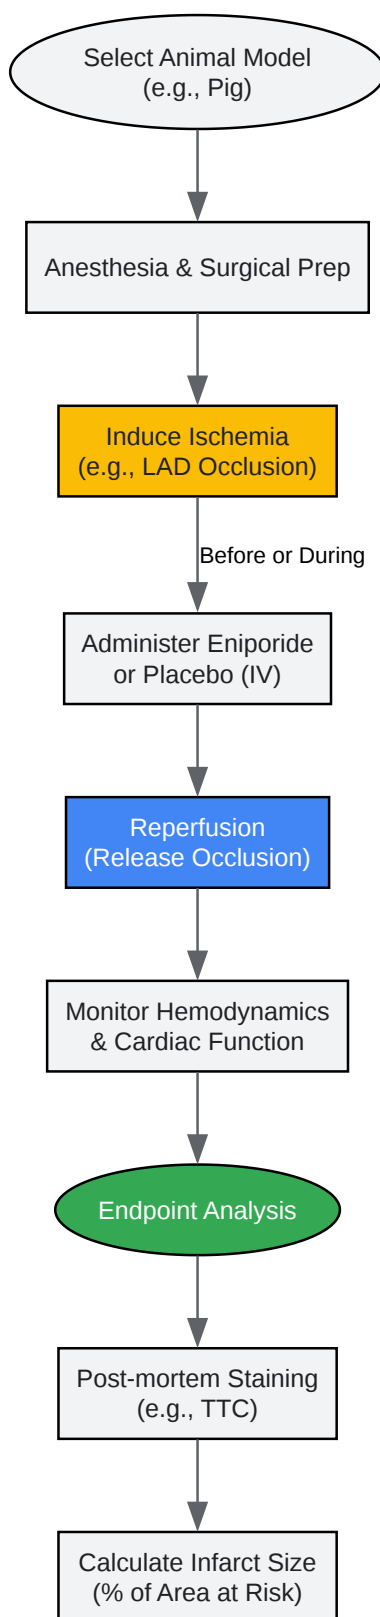 Select Animal Model
(e.g., Pig)
Anesthesia & Surgical Prep
Induce Ischemia
(e.g., LAD Occlusion)
Before or During
Administer Eniporide
or Placebo (IV)
Reperfusion
(Release Occlusion)
Monitor Hemodynamics
& Cardiac Function
Endpoint Analysis
Post-mortem Staining
(e.g., TTC)
Calculate Infarct Size
(% of Area at Risk)